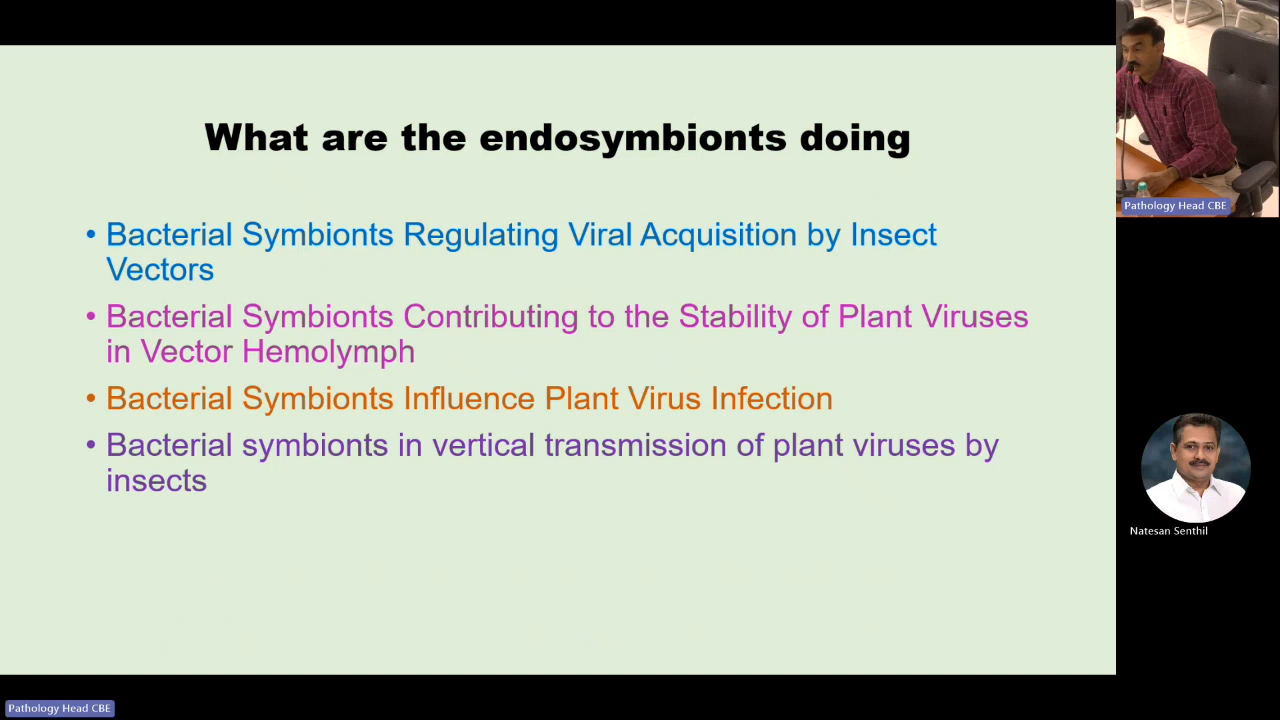 What are the endosymbionts doing
• Bacterial Symbionts Regulating Viral Acquisition by Insect
Vectors
• Bacterial Symbionts Contributing to the Stability of Plant Viruses
in Vector Hemolymph
• Bacterial Symbionts Influence Plant Virus Infection
• Bacterial symbionts in vertical transmission of plant viruses by
insects
Pathology Head CBE
Natesan Senthil
Pathology Head CBE